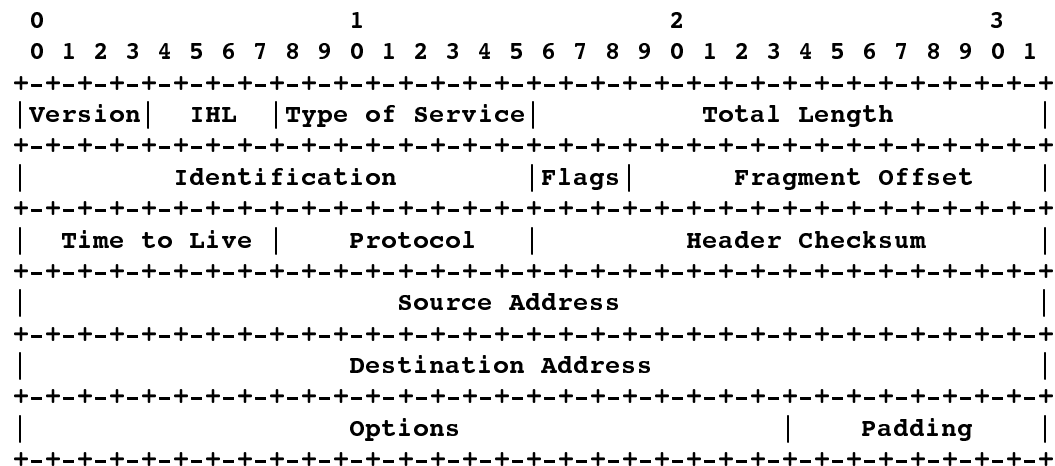 0                   1                   2                   3
 0 1 2 3 4 5 6 7 8 9 0 1 2 3 4 5 6 7 8 9 0 1 2 3 4 5 6 7 8 9 0 1
+-+-+-+-+-+-+-+-+-+-+-+-+-+-+-+-+-+-+-+-+-+-+-+-+-+-+-+-+-+-+-+-+
|Version|  IHL  |Type of Service|          Total Length         |
+-+-+-+-+-+-+-+-+-+-+-+-+-+-+-+-+-+-+-+-+-+-+-+-+-+-+-+-+-+-+-+-+
|         Identification        |Flags|      Fragment Offset    |
+-+-+-+-+-+-+-+-+-+-+-+-+-+-+-+-+-+-+-+-+-+-+-+-+-+-+-+-+-+-+-+-+
|  Time to Live |    Protocol   |         Header Checksum       |
+-+-+-+-+-+-+-+-+-+-+-+-+-+-+-+-+-+-+-+-+-+-+-+-+-+-+-+-+-+-+-+-+
|                       Source Address                          |
+-+-+-+-+-+-+-+-+-+-+-+-+-+-+-+-+-+-+-+-+-+-+-+-+-+-+-+-+-+-+-+-+
|                    Destination Address                        |
+-+-+-+-+-+-+-+-+-+-+-+-+-+-+-+-+-+-+-+-+-+-+-+-+-+-+-+-+-+-+-+-+
|                    Options                    |    Padding    |
+-+-+-+-+-+-+-+-+-+-+-+-+-+-+-+-+-+-+-+-+-+-+-+-+-+-+-+-+-+-+-+-+